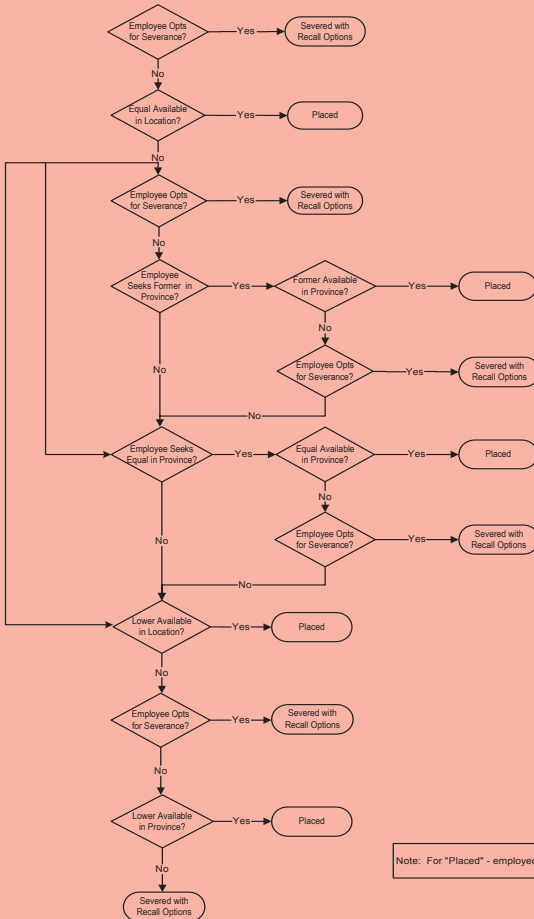 Employee Opts
for Severance?
Yes
Severed with
Recall Options
No
Equal Available
in Location?
Yes
Placed
No
Employee Opts
for Severance?
Yes
Severed with
Recall Options
No
Employee
Seeks Former in
Province?
Yes
Former Available
in Province?
Yes
Placed
No
Employee Opts
for Severance?
Yes
Severed with
Recall Options
No
No
Employee Seeks
Equal in Province?
Yes
Equal Available
in Province?
Yes
Placed
No
Employee Opts
for Severance?
Yes
Severed with
Recall Options
No
No
Lower Available
in Location?
Yes
Placed
No
Employee Opts
for Severance?
Yes
Severed with
Recall Options
No
Lower Available
in Province?
Yes
Placed
No
Severed with
Recall Options
Note: For "Placed" - employee